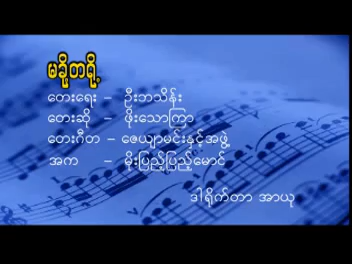 မခို့တရို့
တေးရေး – ဦးဘသိန်း
တေးဆို – ဖိုးသောကြာ
တေးဂီတ – ဇေယျာမင်းနှင့်အဖွဲ့
အက – မိုးပြည့်ပြည့်မောင်
ဒါရိုက်တာ အာယု